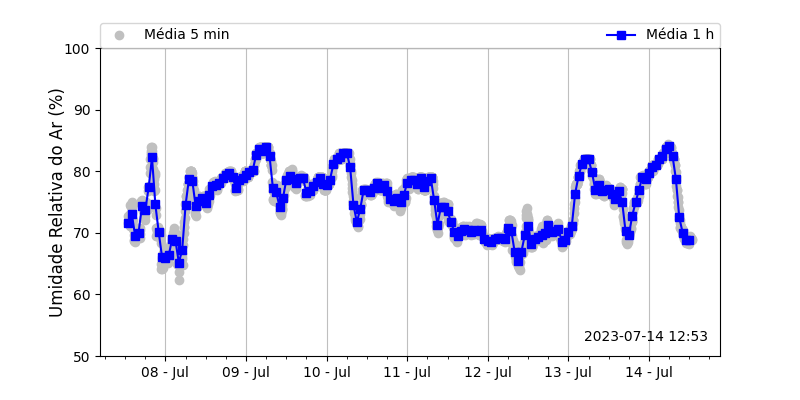 Média 5 min
Média 1 h
Umidade Relativa do Ar (%)
100
90
80
70
60
50
2023-07-14 12:53
08 - Jul
09 - Jul
10 - Jul
11 - Jul
12 - Jul
13 - Jul
14 - Jul